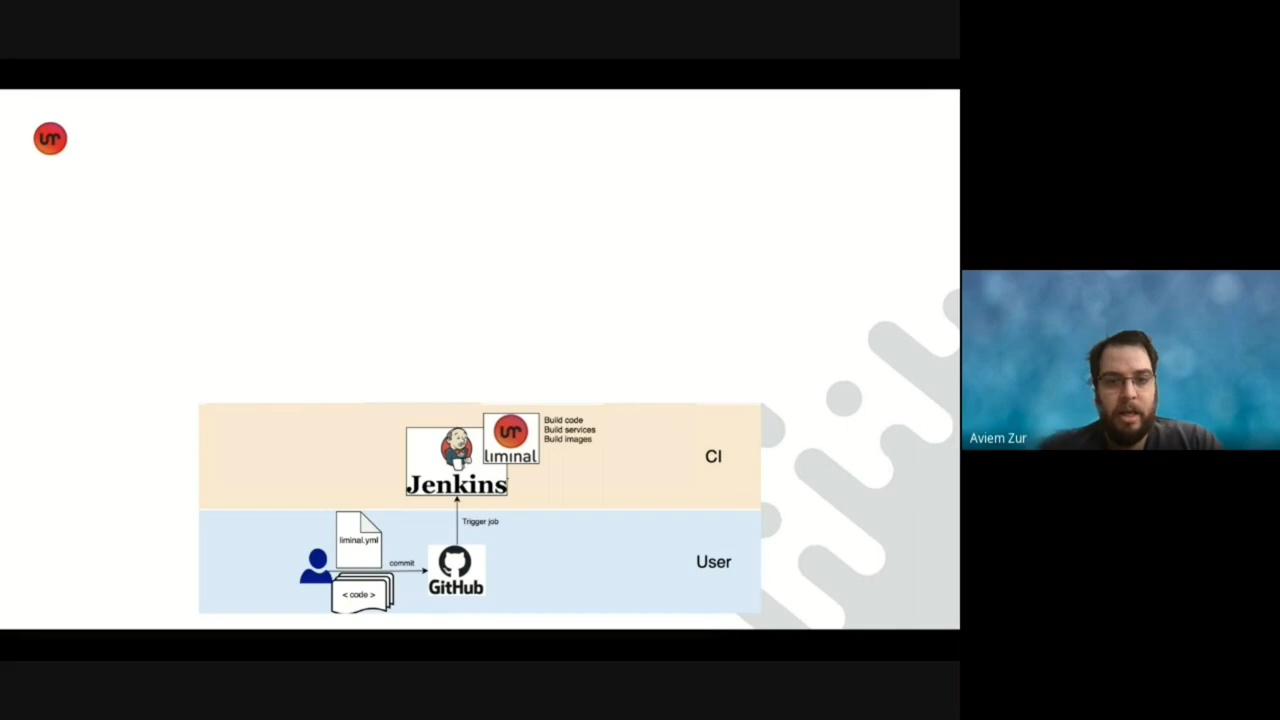 Build code
Build services
Build images
liminal
Jenkins
CI
Trigger job
liminal.yml
commit
GitHub
< code >
User
Aviem Zur